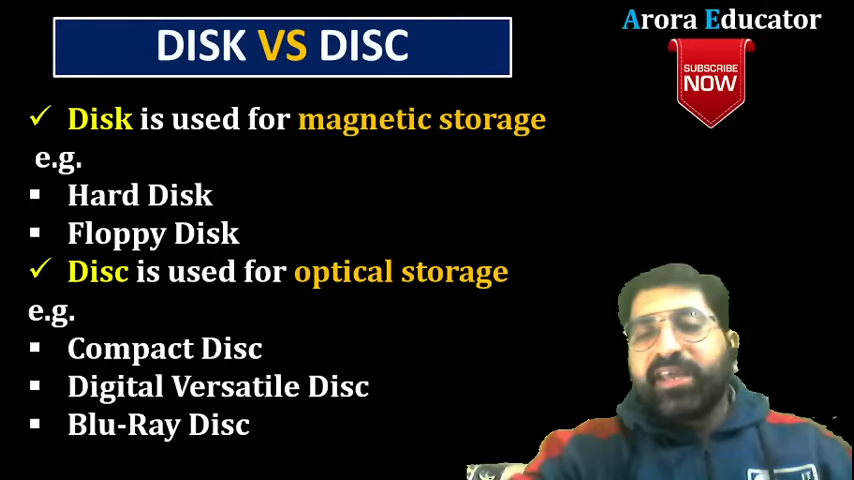 DISK VS DISC
Arora Educator
SUBSCRIBE
NOW
✓ Disk is used for magnetic storage
e.g.
▪ Hard Disk
▪ Floppy Disk
✓ Disc is used for optical storage
e.g.
▪ Compact Disc
▪ Digital Versatile Disc
▪ Blu-Ray Disc